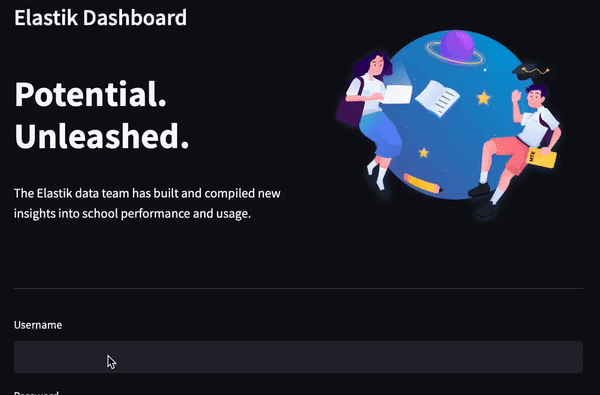 Elastik Dashboard
Potential.
Unleashed.
The Elastik data team has built and compiled new
insights into school performance and usage.
Username
Password